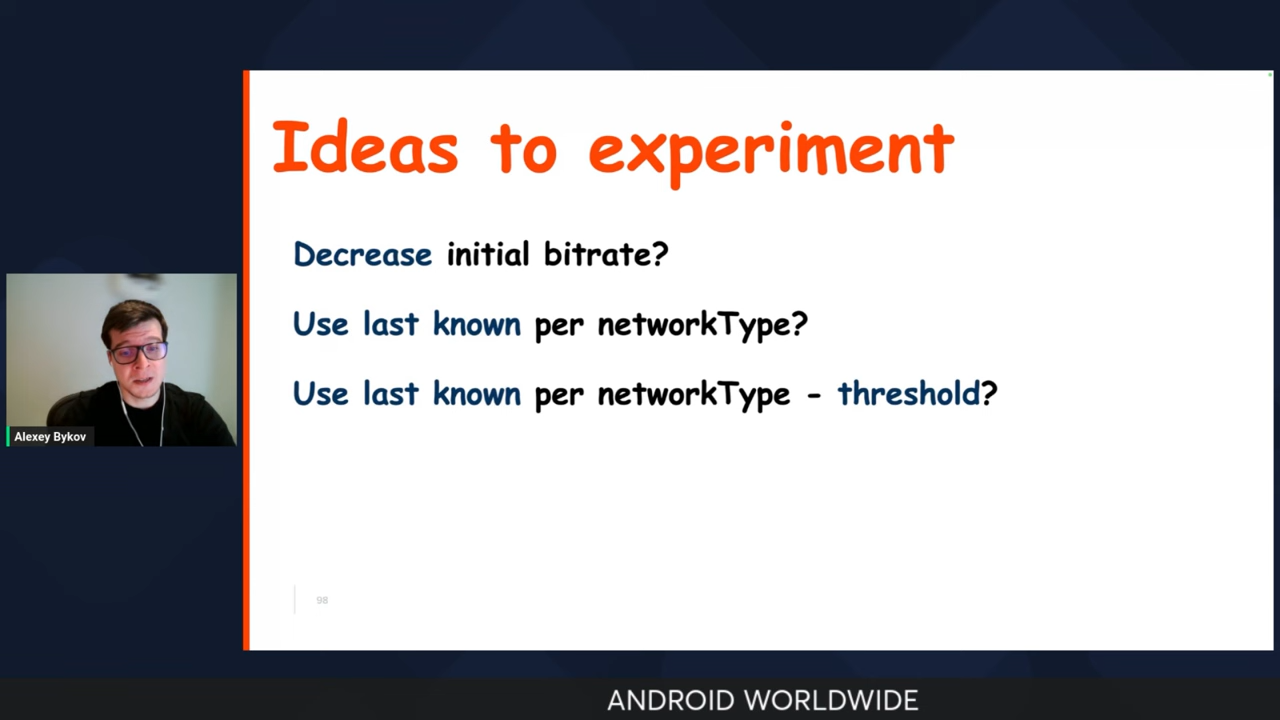 Ideas to experiment
Decrease initial bitrate?
Use last known per networkType?
Use last known per networkType - threshold?
Alexey Bykov
98
ANDROID WORLDWIDE